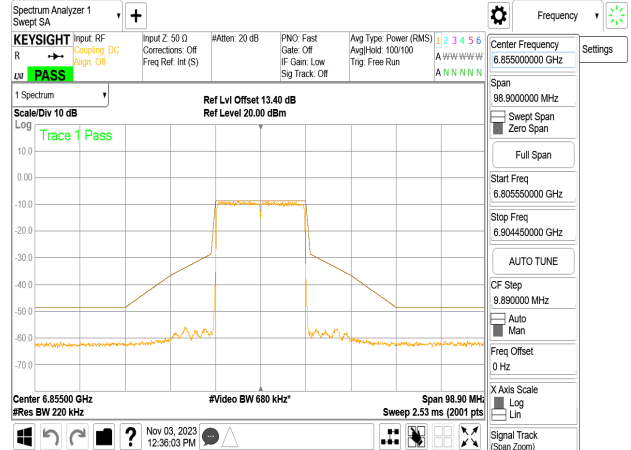 Spectrum Analyzer 1
Swept SA
Frequency
KEYSIGHT
R
PASS
Input: RF
Coupling: DC
Align: Off
Input Z: 50 Ω
Corrections: Off
Freq Ref: Int (S)
#Atten: 20 dB
PNO: Fast
Gate: Off
IF Gain: Low
Sig Track: Off
Avg Type: Power (RMS)
Avg|Hold: 100/100
Trig: Free Run
1 2 3 4 5 6
A W W W W W
A N N N N N
Settings
1 Spectrum
Scale/Div 10 dB
Ref Lvl Offset 13.40 dB
Ref Level 20.00 dBm
Log
Trace 1 Pass
10.0
0.00
-10.0
-20.0
-30.0
-40.0
-50.0
-60.0
-70.0
Center 6.85500 GHz
#Res BW 220 kHz
#Video BW 680 kHz*
Span 98.90 MHz
Sweep 2.53 ms (2001 pts
Center Frequency
6.855000000 GHz
Span
98.9000000 MHz
Swept Span
Zero Span
Full Span
Start Freq
6.805550000 GHz
Stop Freq
6.904450000 GHz
AUTO TUNE
CF Step
9.890000 MHz
Auto
Man
Freq Offset
0 Hz
X Axis Scale
Log
Lin
Signal Track
(Span Zoom)
?
Nov 03, 2023
12:36:03 PM